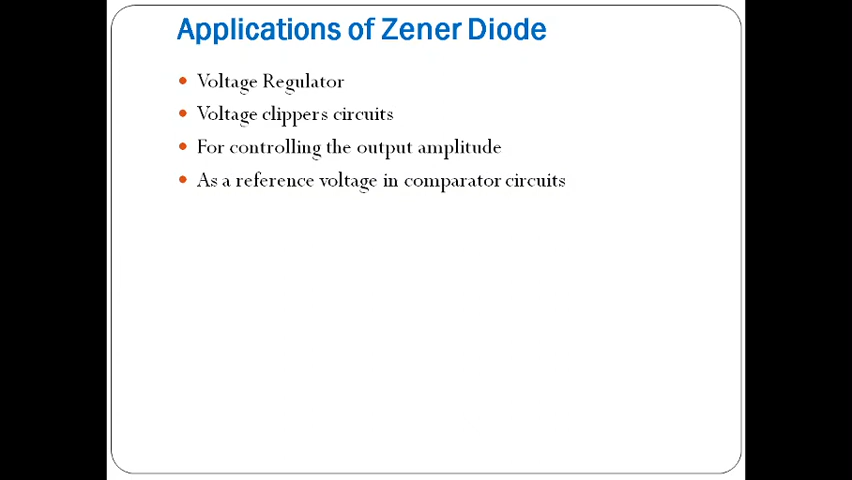 Applications of Zener Diode
• Voltage Regulator
• Voltage clippers circuits
• For controlling the output amplitude
• As a reference voltage in comparator circuits